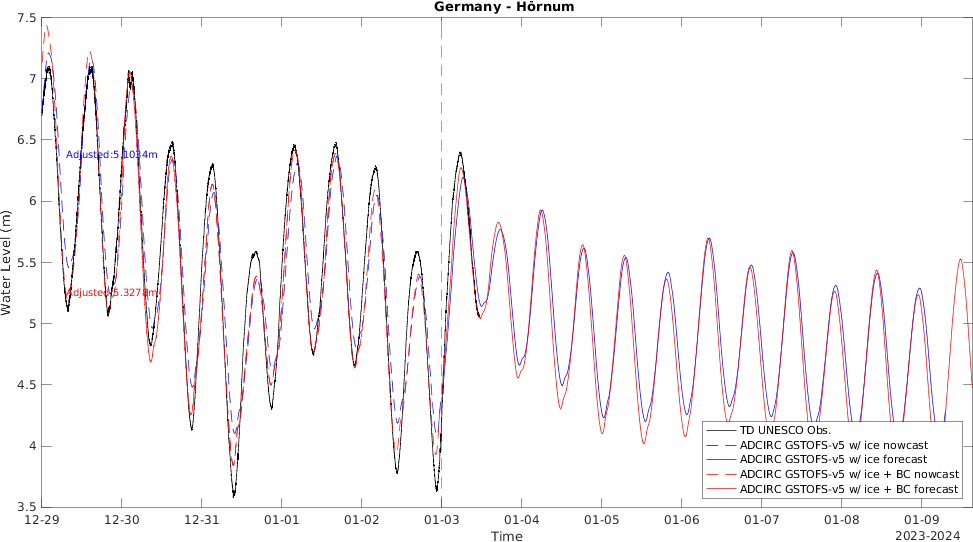 Germany - Hörnum
7.5
7
6.5
6
5.5
5
4.5
4
3.5
Water Level (m)
Adjusted:5.1034m
Adjusted:5.3278m
TD UNESCO Obs.
ADCIRC GSTOFS-v5 w/ ice nowcast
ADCIRC GSTOFS-v5 w/ ice forecast
ADCIRC GSTOFS-v5 w/ ice + BC nowcast
ADCIRC GSTOFS-v5 w/ ice + BC forecast
12-29 12-30 12-31 01-01 01-02 01-03 01-04 01-05 01-06 01-07 01-08 01-09
Time
2023-2024